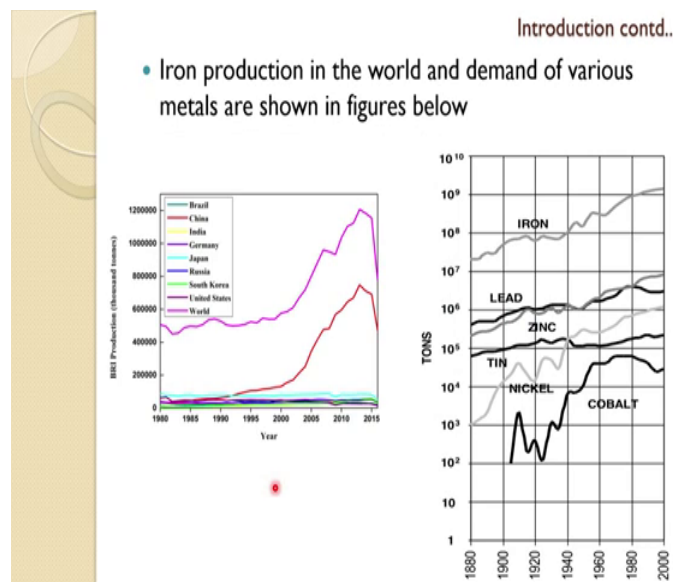 Introduction contd..
• Iron production in the world and demand of various
metals are shown in figures below
BRI Production (thousand tonnes)
1200000
1000000
800000
600000
400000
200000
0
Brazil
China
India
Germany
Japan
Russia
South Korea
United States
World
1980 1985 1990 1995 2000 2005 2010 2015
Year
TONS
10¹⁰
10⁹
10⁸
10⁷
10⁶
10⁵
10⁴
10³
10²
10
1
IRON
LEAD
ZINC
TIN
NICKEL
COBALT
1880 1900 1920 1940 1960 1980 2000